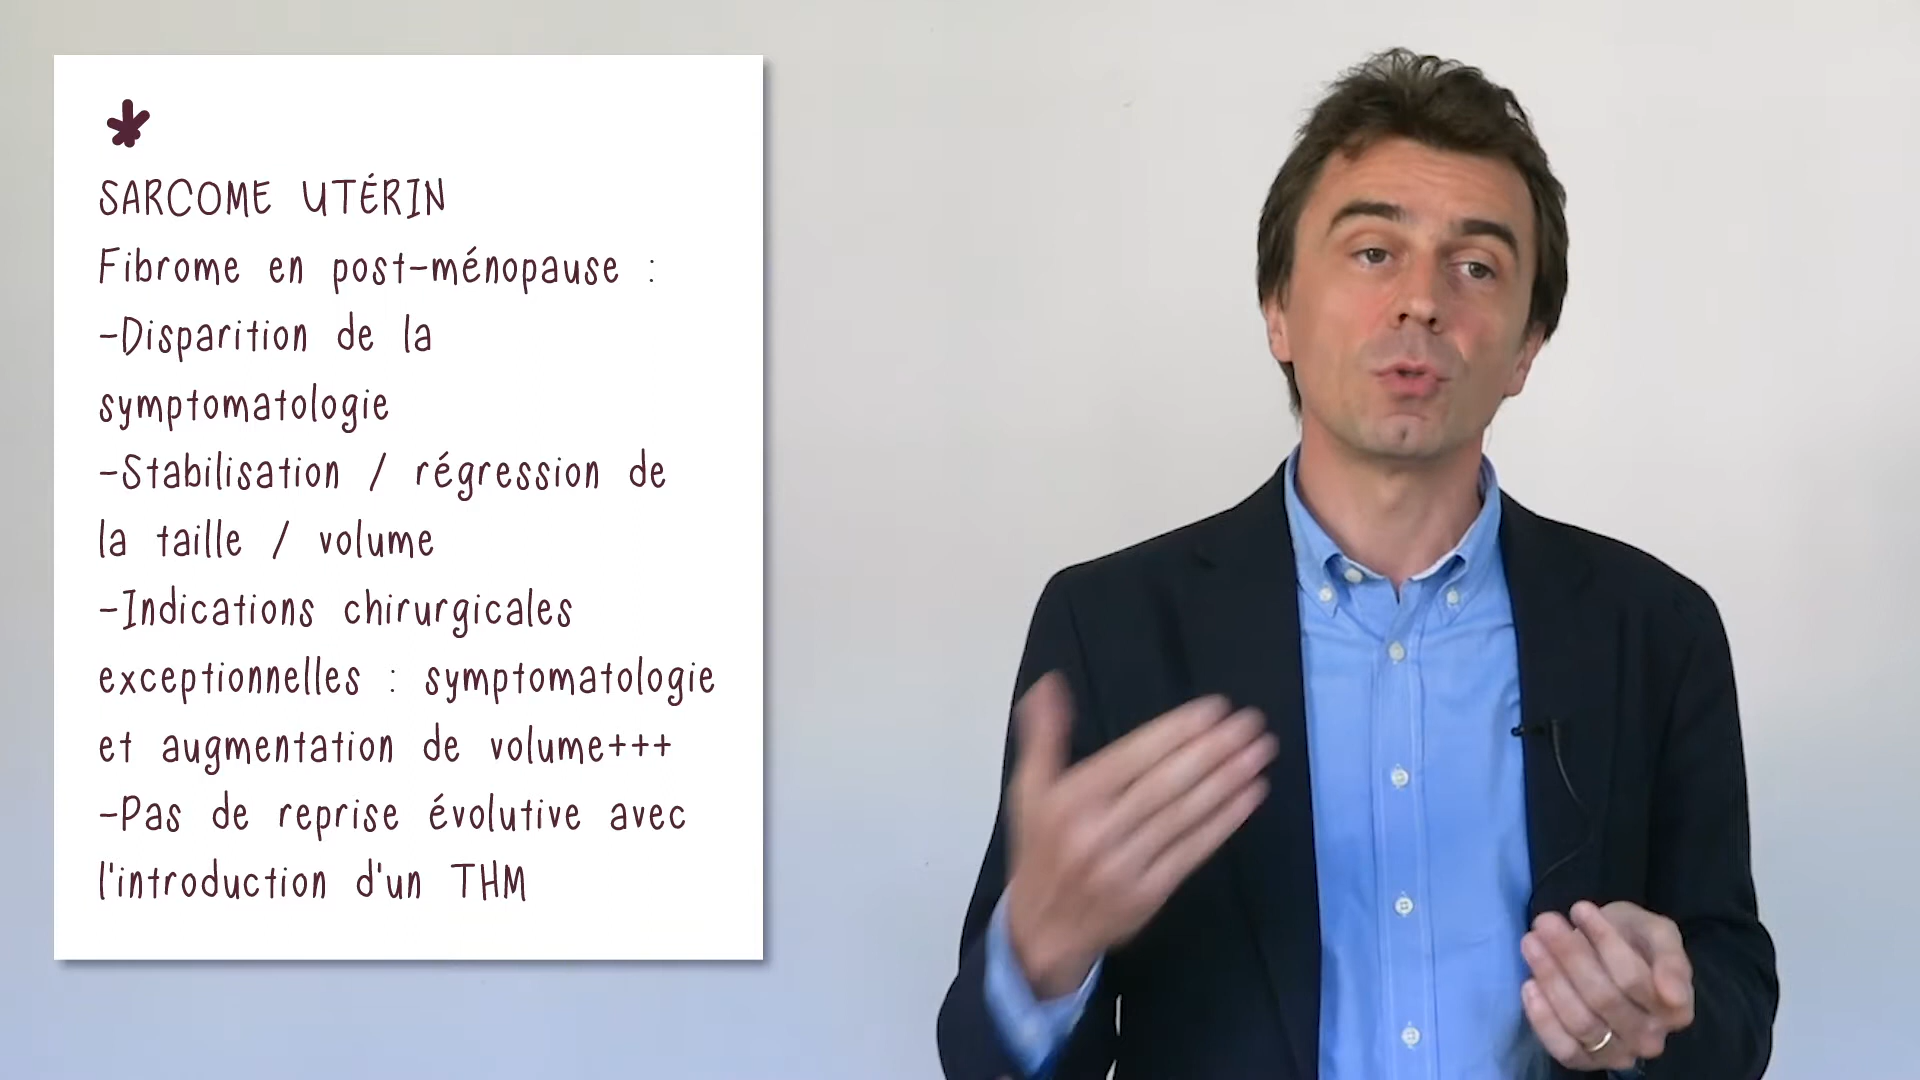 SARCOME UTÉRIN
Fibrome en post-ménopause :
-Disparition de la
symptomatologie
-Stabilisation / régression de
la taille / volume
-Indications chirurgicales
exceptionnelles : symptomatologie
et augmentation de volume+++
-Pas de reprise évolutive avec
l'introduction d'un THM